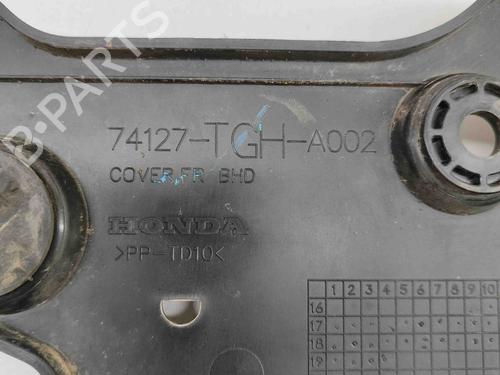 74127-TGH-A002
COVER,FR BHD
HONDA
>PP-TD10<
1 2 3 4 5 6 7 8 9 10
16
17
18
19
B-PARTS